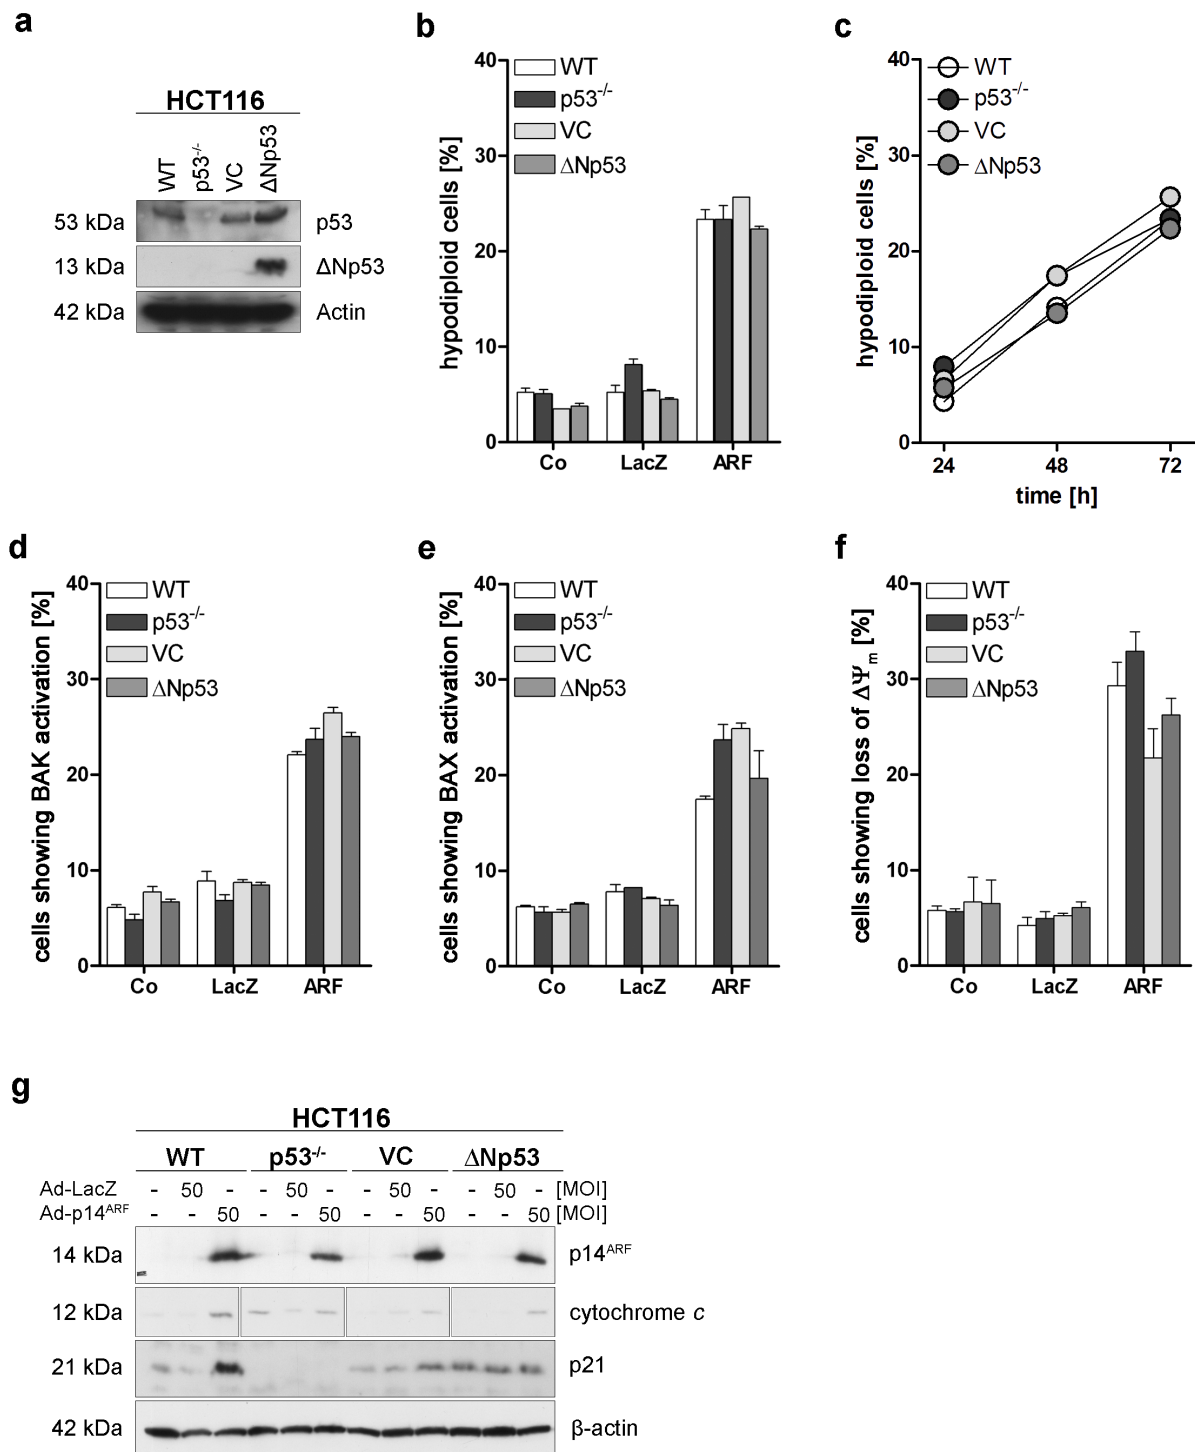 a
HCT116
WT
p53-/-
VC
ΔNp53
53 kDa
p53
13 kDa
ΔNp53
42 kDa
Actin
b
hypodiploid cells [%]
40
30
20
10
0
WT
p53-/-
VC
ΔNp53
Co LacZ ARF
c
hypodiploid cells [%]
40
30
20
10
0
WT
p53-/-
VC
ΔNp53
24 48 72
time [h]
d
cells showing BAK activation [%]
40
30
20
10
0
WT
p53-/-
VC
ΔNp53
Co LacZ ARF
e
cells showing BAX activation [%]
40
30
20
10
0
WT
p53-/-
VC
ΔNp53
Co LacZ ARF
f
cells showing loss of ΔΨm [%]
40
30
20
10
0
WT
p53-/-
VC
ΔNp53
Co LacZ ARF
g
HCT116
WT p53-/- VC ΔNp53
Ad-LacZ - 50 - - 50 - - 50 - - 50 - [MOI]
Ad-p14ARF - - 50 - - 50 - - 50 - - 50 [MOI]
14 kDa p14ARF
12 kDa cytochrome c
21 kDa p21
42 kDa β-actin